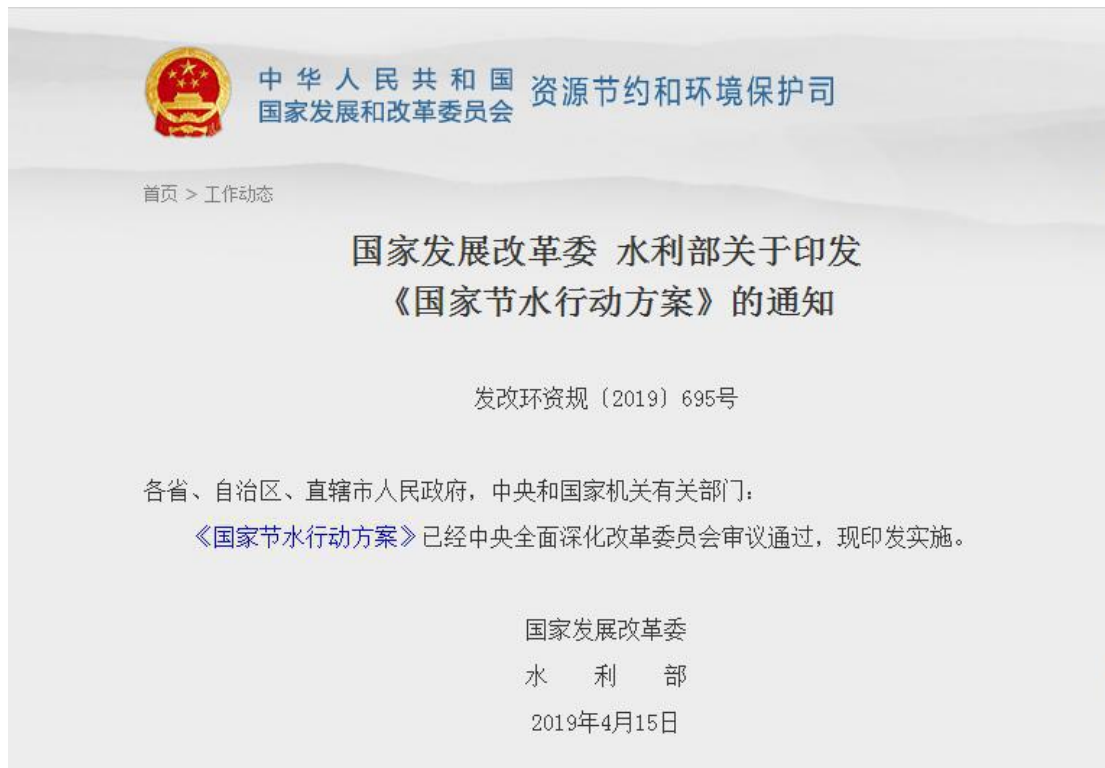 中华人民共和国
国家发展和改革委员会
资源节约和环境保护司
首页 > 工作动态
国家发展改革委 水利部关于印发
《国家节水行动方案》的通知
发改环资规〔2019〕695号
各省、自治区、直辖市人民政府，中央和国家机关有关部门：
《国家节水行动方案》已经中央全面深化改革委员会审议通过，现印发实施。
国家发展改革委
水 利 部
2019年4月15日